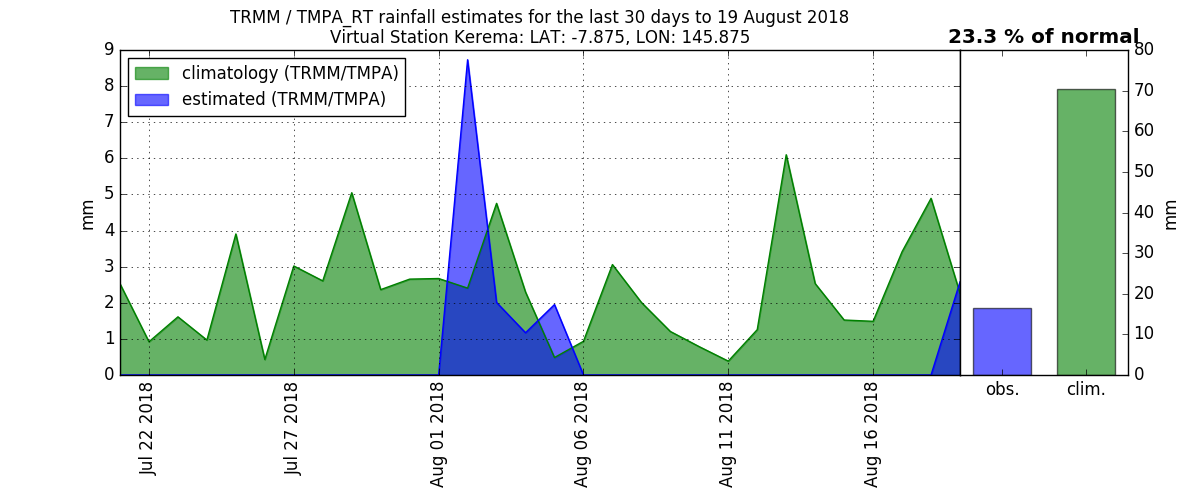 TRMM / TMPA_RT rainfall estimates for the last 30 days to 19 August 2018
Virtual Station Kerema: LAT: -7.875, LON: 145.875
23.3 % of normal
climatology (TRMM/TMPA)
estimated (TRMM/TMPA)
9
8
7
6
5
4
3
2
1
0
mm
Jul 22 2018
Jul 27 2018
Aug 01 2018
Aug 06 2018
Aug 11 2018
Aug 16 2018
80
70
60
50
40
30
20
10
0
mm
obs.
clim.